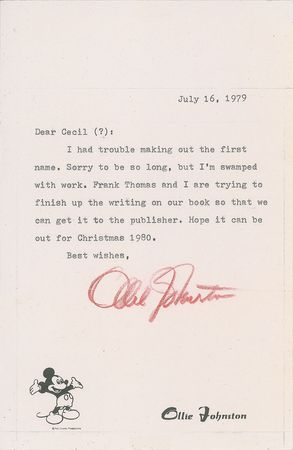 July 16, 1979
Dear Cecil (?):
I had trouble making out the first
name. Sorry to be so long, but I'm swamped
with work. Frank Thomas and I are trying to
finish up the writing on our book so that we
can get it to the publisher. Hope it can be
out for Christmas 1980.
Best wishes,
Ollie Johnston
Ollie Johnston